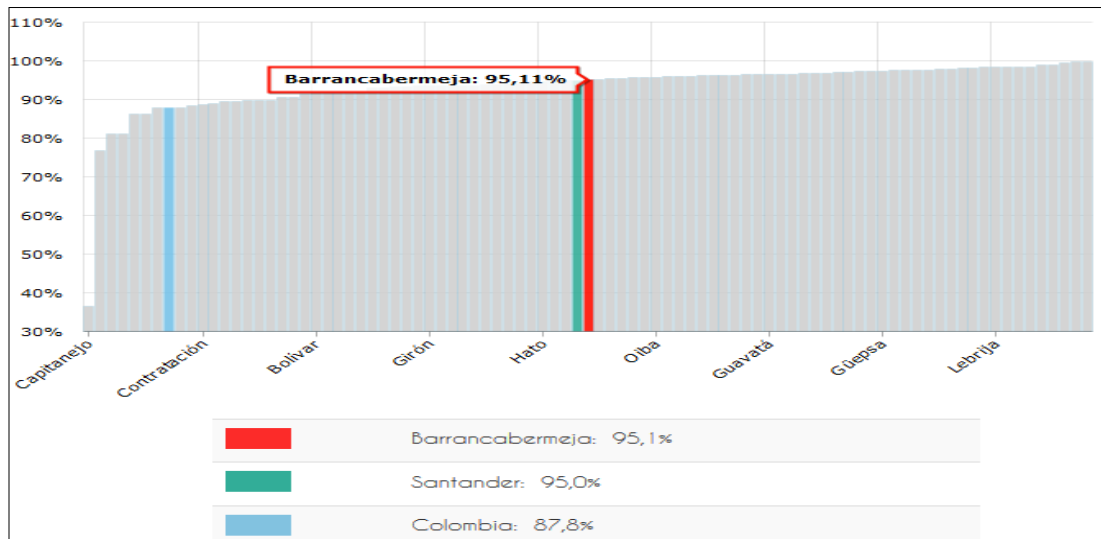 110%
100%
Barrancabermeja: 95,11%
90%
80%
70%
60%
50%
40%
30%
Capitanejo
Contratación
Bolívar
Girón
Hato
Oiba
Guavatá
Güepsa
Lebrija
Barrancabermeja: 95,1%
Santander: 95,0%
Colombia: 87,8%